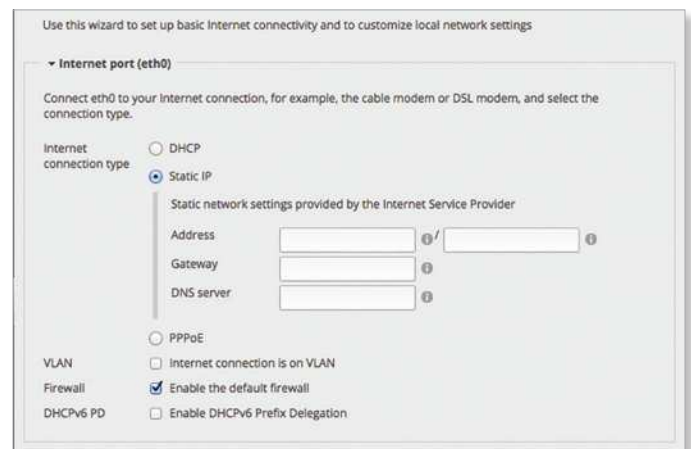 Use this wizard to set up basic Internet connectivity and to customize local network settings
Internet port (eth0)
Connect eth0 to your Internet connection, for example, the cable modem or DSL modem, and select the
connection type.
Internet
connection type
DHCP
Static IP
Static network settings provided by the Internet Service Provider
Address
/
Gateway
DNS server
PPPoE
VLAN
Internet connection is on VLAN
Firewall
Enable the default firewall
DHCPv6 PD
Enable DHCPv6 Prefix Delegation